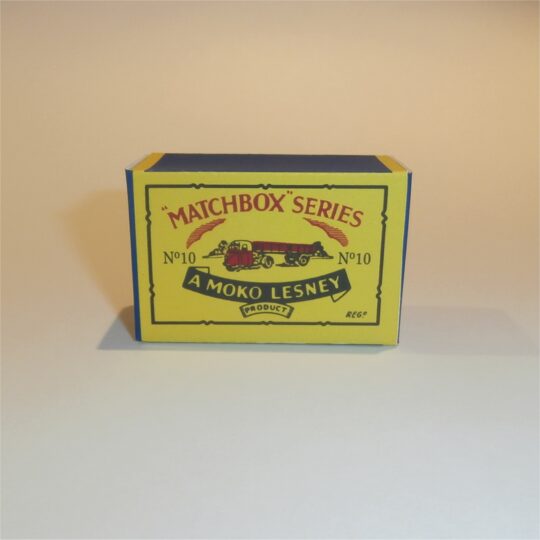 "MATCHBOX" SERIES
Nº10 Nº10
A MOKO LESNEY
PRODUCT
REGD